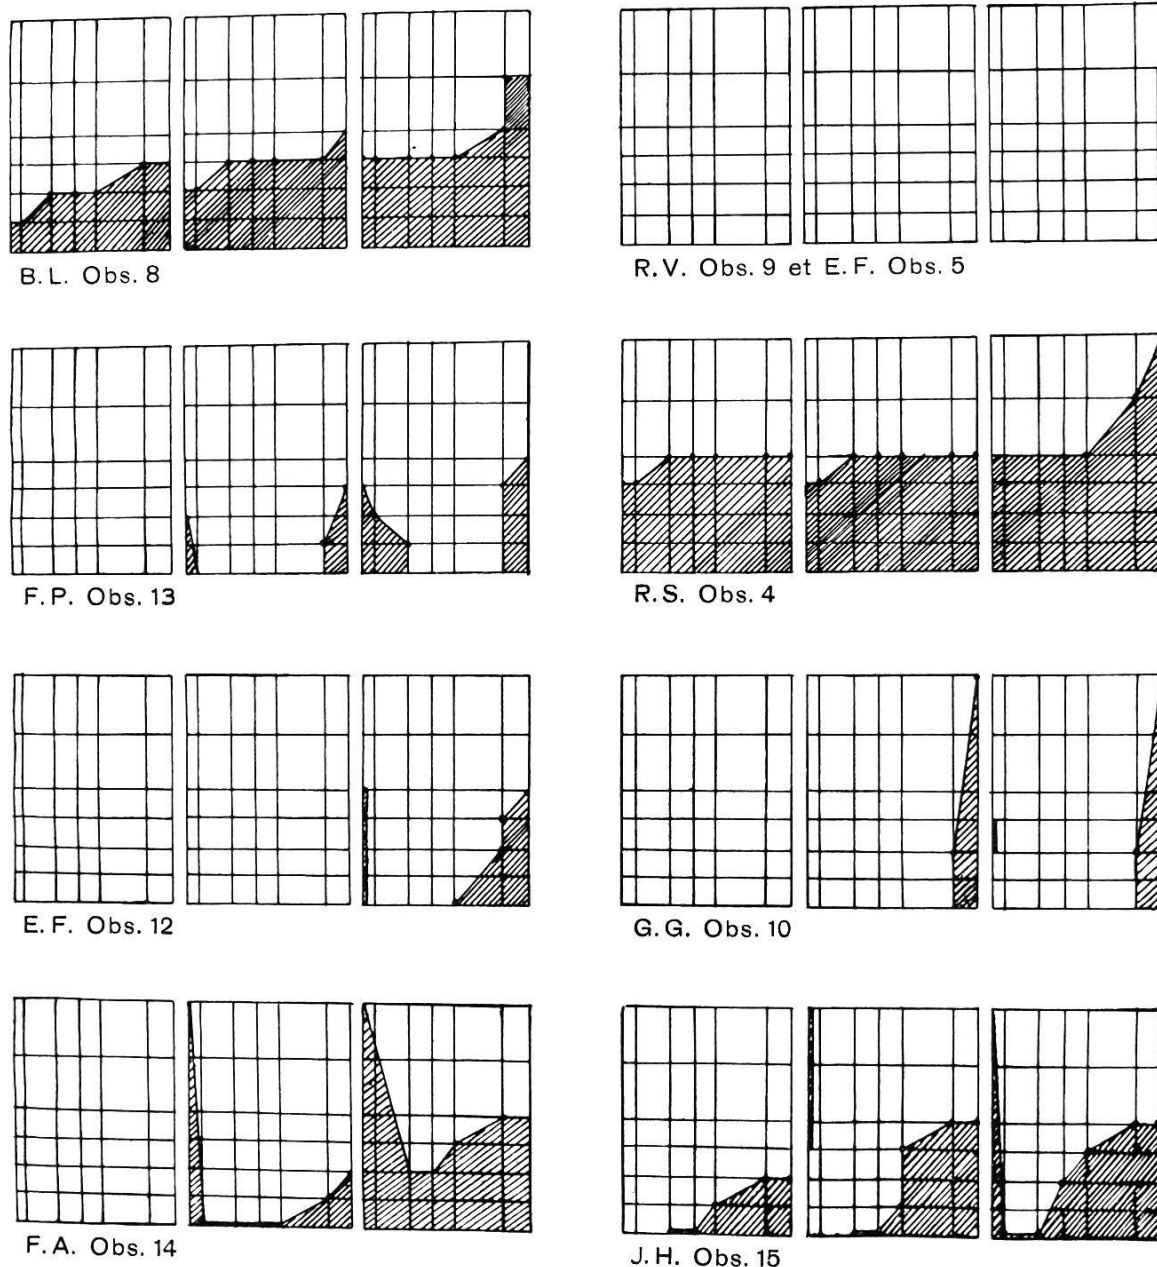 B.L. Obs. 8
R.V. Obs. 9 et E.F. Obs. 5
F.P. Obs. 13
R.S. Obs. 4
E.F. Obs. 12
G.G. Obs. 10
F.A. Obs. 14
J.H. Obs. 15